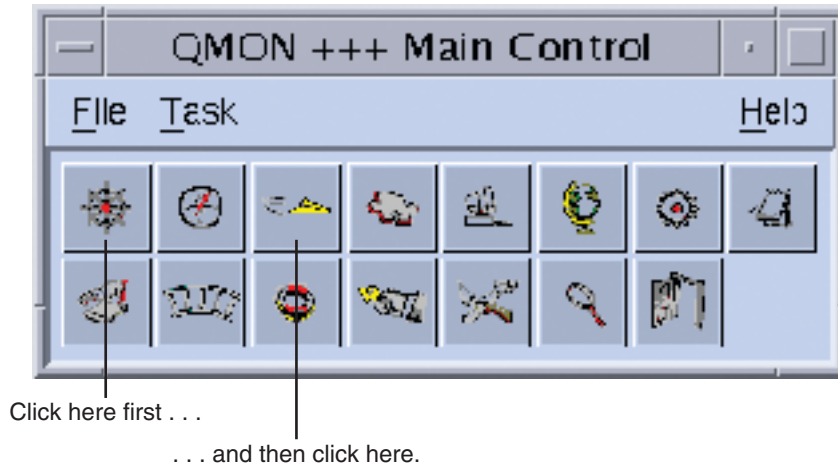 QMON +++ Main Control
File Task Help
Click here first . . .
. . . and then click here.